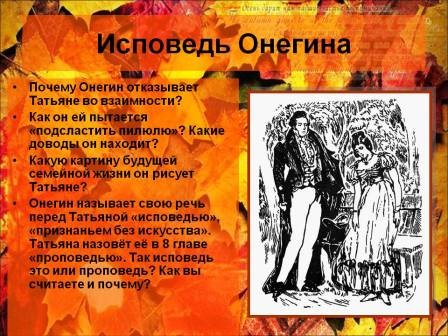 Исповедь Онегина
• Почему Онегин отказывает
Татьяне во взаимности?
• Как он ей пытается
«подсластить пилюлю»? Какие
доводы он находит?
• Какую картину будущей
семейной жизни он рисует
Татьяне?
• Онегин называет свою речь
перед Татьяной «исповедью»,
«признаньем без искусства».
Татьяна назовёт её в 8 главе
«проповедью». Так исповедь
это или проповедь? Как вы
считаете и почему?